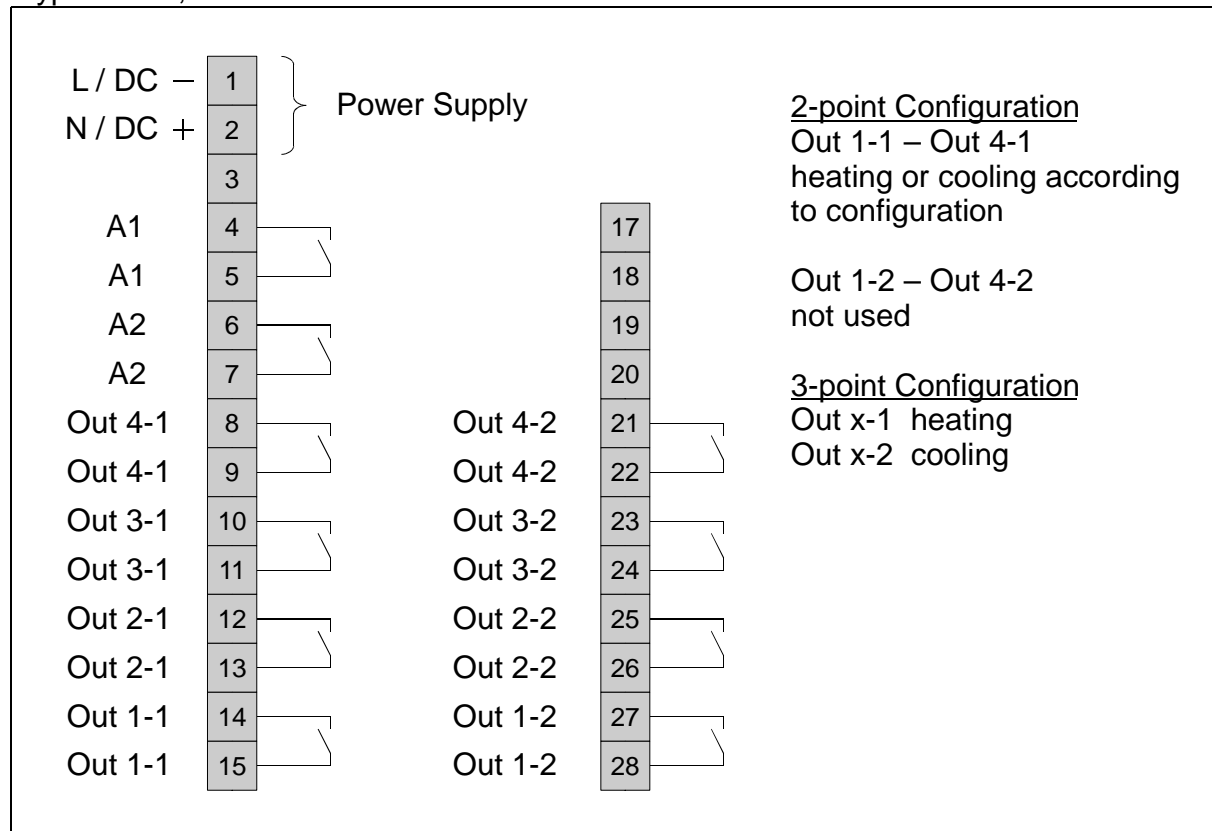 L / DC – 1
N / DC + 2
Power Supply
3
A1 4
A1 5
A2 6
A2 7
Out 4-1 8
Out 4-1 9
Out 3-1 10
Out 3-1 11
Out 2-1 12
Out 2-1 13
Out 1-1 14
Out 1-1 15
17
18
19
20
Out 4-2 21
Out 4-2 22
Out 3-2 23
Out 3-2 24
Out 2-2 25
Out 2-2 26
Out 1-2 27
Out 1-2 28
2-point Configuration
Out 1-1 – Out 4-1
heating or cooling according
to configuration
Out 1-2 – Out 4-2
not used
3-point Configuration
Out x-1 heating
Out x-2 cooling